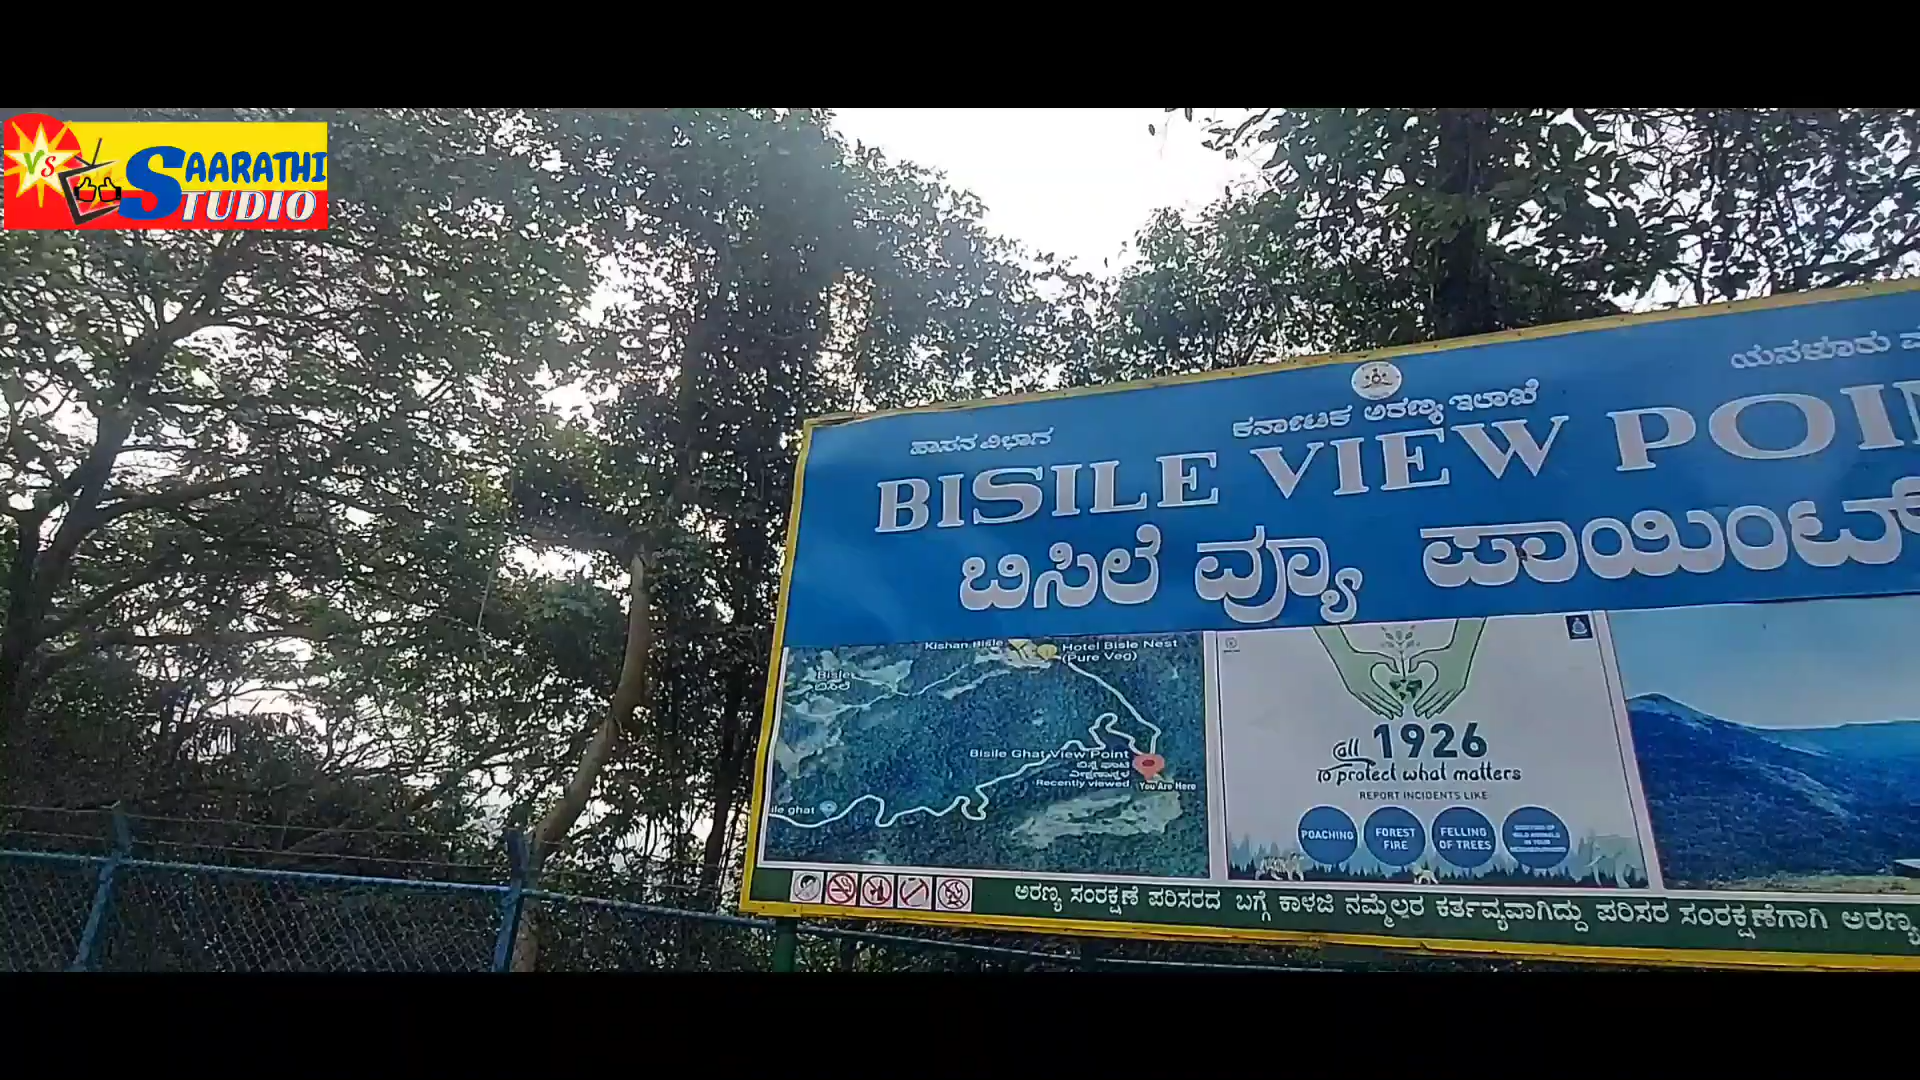 VS
SAARATHI
STUDIO
ಹಾಸನ ವಿಭಾಗ
ಕರ್ನಾಟಕ ಅರಣ್ಯ ಇಲಾಖೆ
ಯಸಳೂರು
BISILE VIEW POIN
ಬಿಸಿಲೆ ವ್ಯೂ ಪಾಯಿಂಟ್
Kishan Bisle
Hotel Bisle Nest
(Pure Veg)
Bisle
ಬಿಸಿಲೆ
Bisile Ghat View Point
Recently viewed
You Are Here
ile ghat
Call 1926
To protect what matters
REPORT INCIDENTS LIKE
POACHING
FOREST
FIRE
FELLING
OF TREES
ಅರಣ್ಯ ಸಂರಕ್ಷಣೆ ಪರಿಸರದ ಬಗ್ಗೆ ಕಾಳಜಿ ನಮ್ಮೆಲ್ಲರ ಕರ್ತವ್ಯವಾಗಿದ್ದು ಪರಿಸರ ಸಂರಕ್ಷಣೆಗಾಗಿ ಅರಣ್ಯ